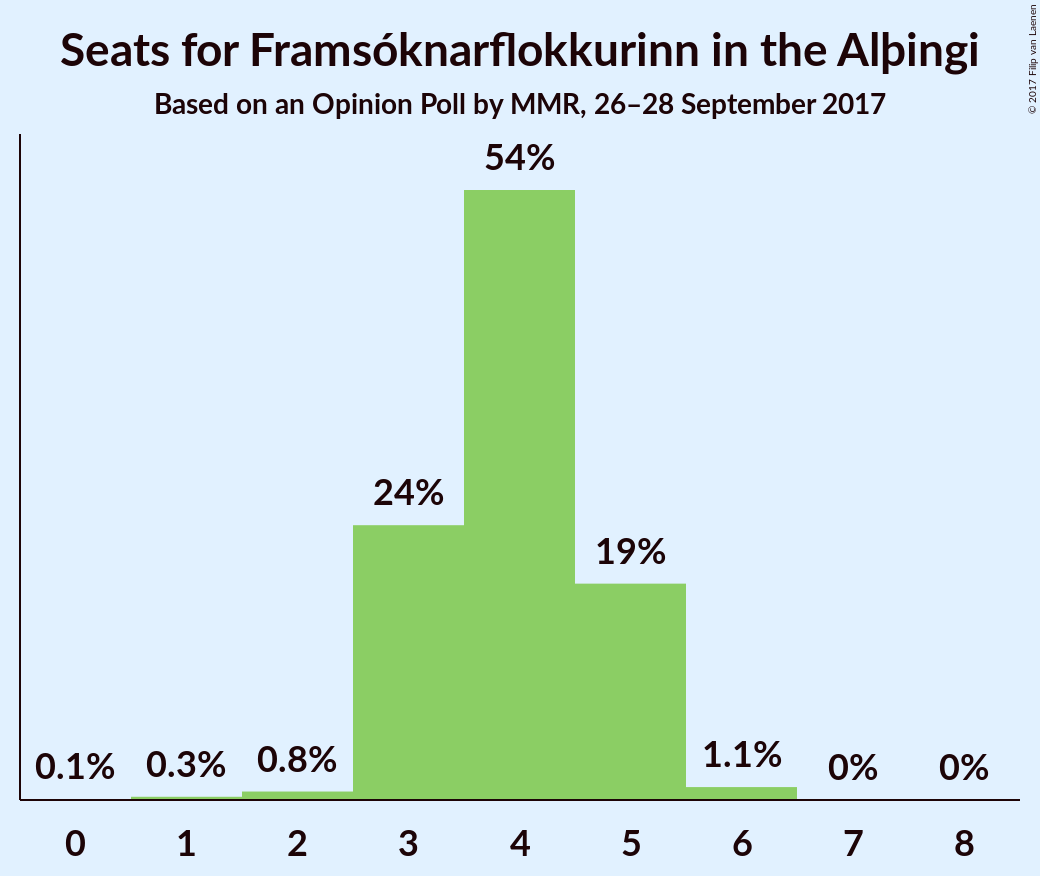 Seats for Framsóknarflokkurinn in the Alþingi
Based on an Opinion Poll by MMR, 26–28 September 2017
© 2017 Filip van Laenen
54%
24%
19%
0.1%
0.3%
0.8%
1.1%
0%
0%
0 1 2 3 4 5 6 7 8